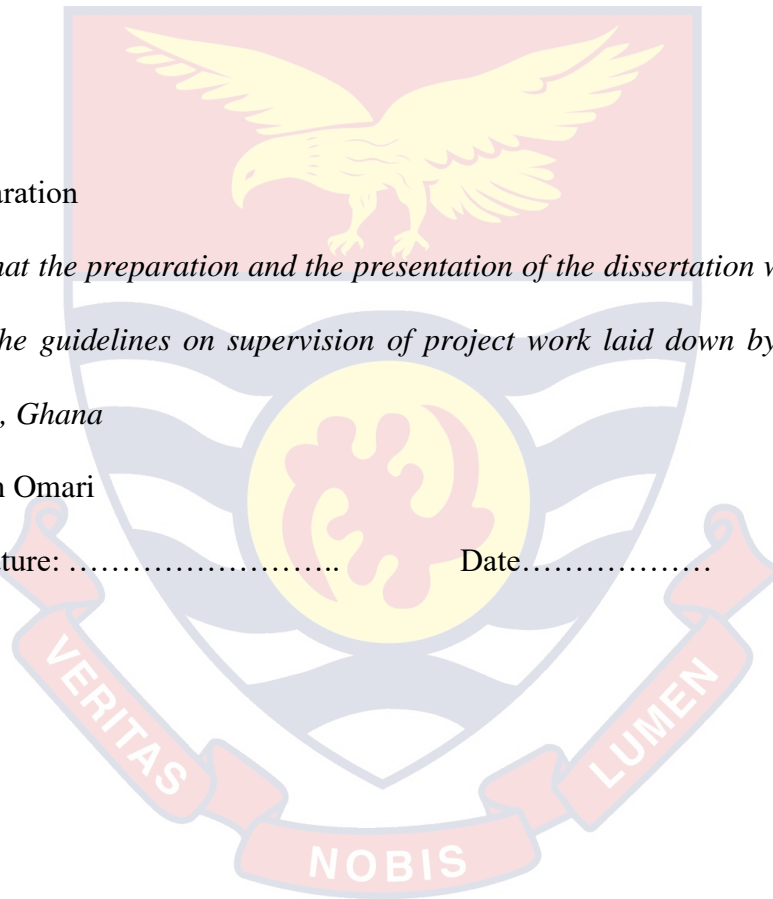 aration
hat the preparation and the presentation of the dissertation w
he guidelines on supervision of project work laid down by
, Ghana
n Omari
ture: …………………….. Date………………
VERITAS
NOBIS
LUMEN